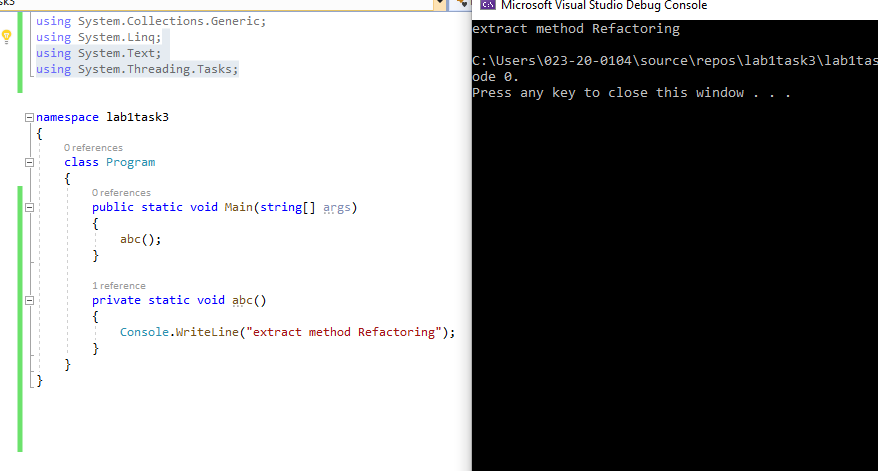 using System.Collections.Generic;
using System.Linq;
using System.Text;
using System.Threading.Tasks;
namespace lab1task3
{
0 references
class Program
{
0 references
public static void Main(string[] args)
{
abc();
}
1 reference
private static void abc()
{
Console.WriteLine("extract method Refactoring");
}
}
}
Microsoft Visual Studio Debug Console
extract method Refactoring
C:\Users\023-20-0104\source\repos\lab1task3\lab1tas
ode 0.
Press any key to close this window . . .